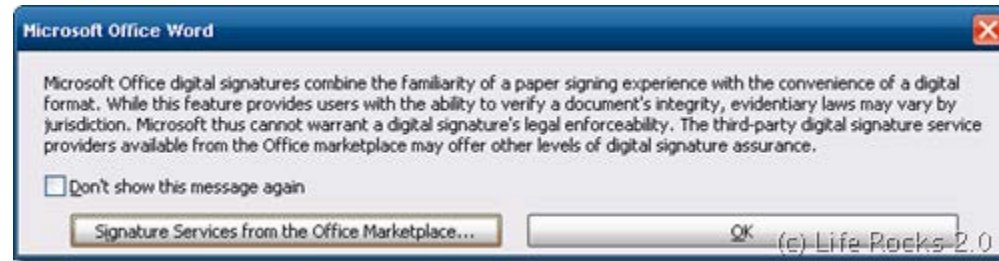 Microsoft Office Word
Microsoft Office digital signatures combine the familiarity of a paper signing experience with the convenience of a digital
format. While this feature provides users with the ability to verify a document's integrity, evidentiary laws may vary by
jurisdiction. Microsoft thus cannot warrant a digital signature's legal enforceability. The third-party digital signature service
providers available from the Office marketplace may offer other levels of digital signature assurance.
Don't show this message again
Signature Services from the Office Marketplace...
OK
(c) Life Rocks 2.0